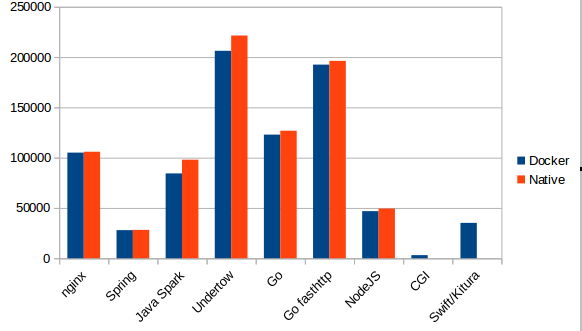 250000
200000
150000
100000
50000
0
nginx
Spring
Java Spark
Undertow
Go
Go fasthttp
NodeJS
CGI
Swift/Kitura
Docker
Native